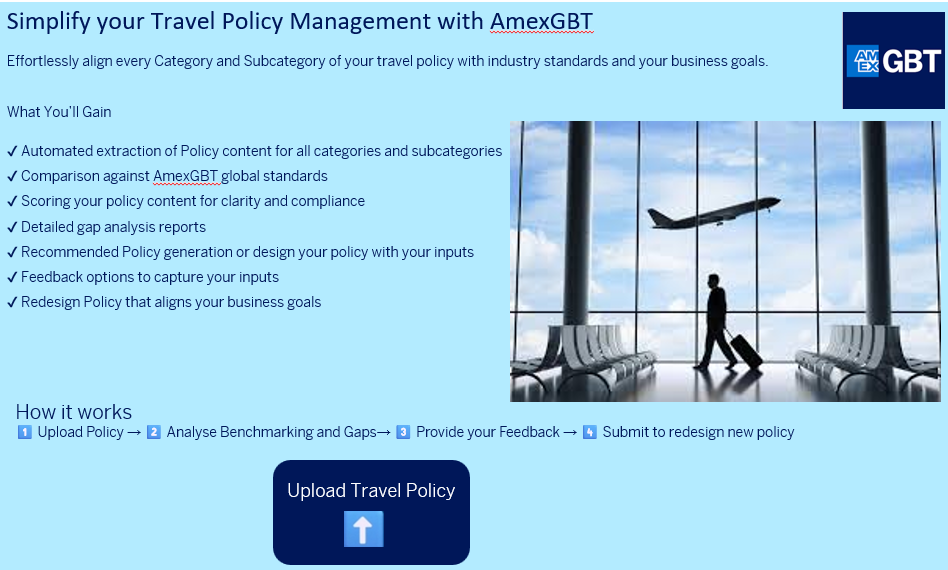 Simplify your Travel Policy Management with AmexGBT
AM
EX GBT
Effortlessly align every Category and Subcategory of your travel policy with industry standards and your business goals.
What You'll Gain
✓ Automated extraction of Policy content for all categories and subcategories
✓ Comparison against AmexGBT global standards
✓ Scoring your policy content for clarity and compliance
✓ Detailed gap analysis reports
✓ Recommended Policy generation or design your policy with your inputs
✓ Feedback options to capture your inputs
✓ Redesign Policy that aligns your business goals
How it works
1 Upload Policy → 2 Analyse Benchmarking and Gaps→ 3 Provide your Feedback → 4 Submit to redesign new policy
Upload Travel Policy